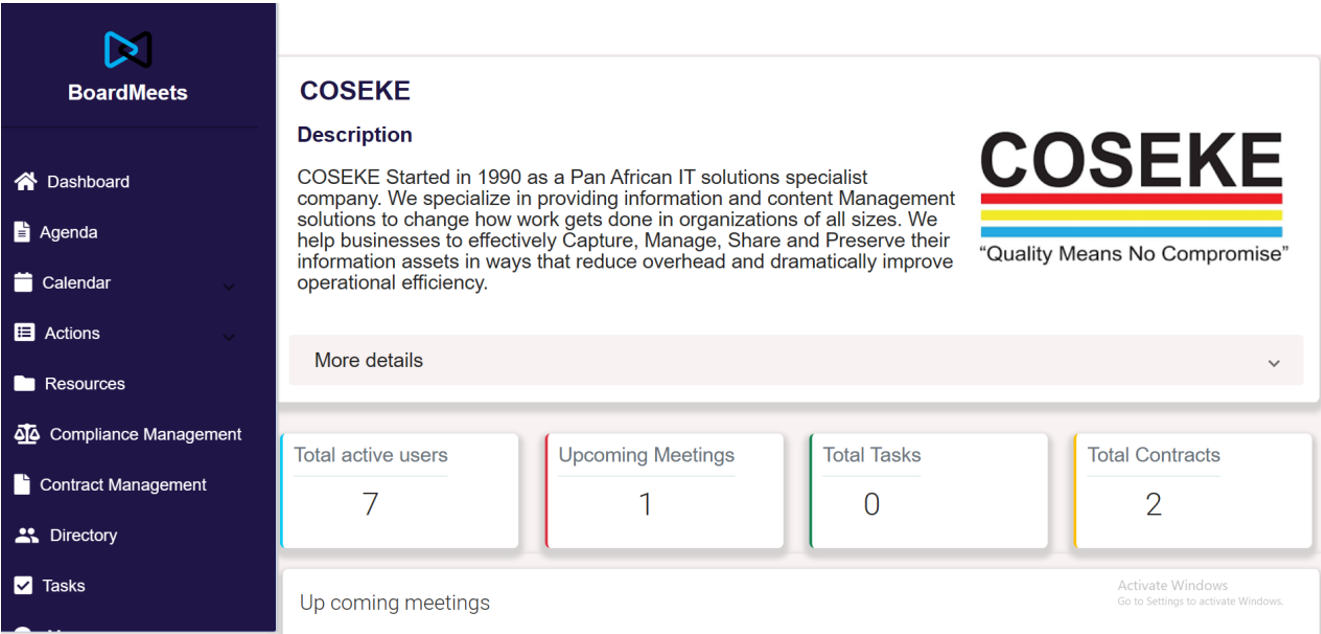 BoardMeets
Dashboard
Agenda
Calendar
Actions
Resources
Compliance Management
Contract Management
Directory
Tasks
COSEKE
Description
COSEKE Started in 1990 as a Pan African IT solutions specialist
company. We specialize in providing information and content Management
solutions to change how work gets done in organizations of all sizes. We
help businesses to effectively Capture, Manage, Share and Preserve their
information assets in ways that reduce overhead and dramatically improve
operational efficiency.
COSEKE
“Quality Means No Compromise”
More details
Total active users
7
Upcoming Meetings
1
Total Tasks
0
Total Contracts
2
Up coming meetings
Activate Windows
Go to Settings to activate Windows.